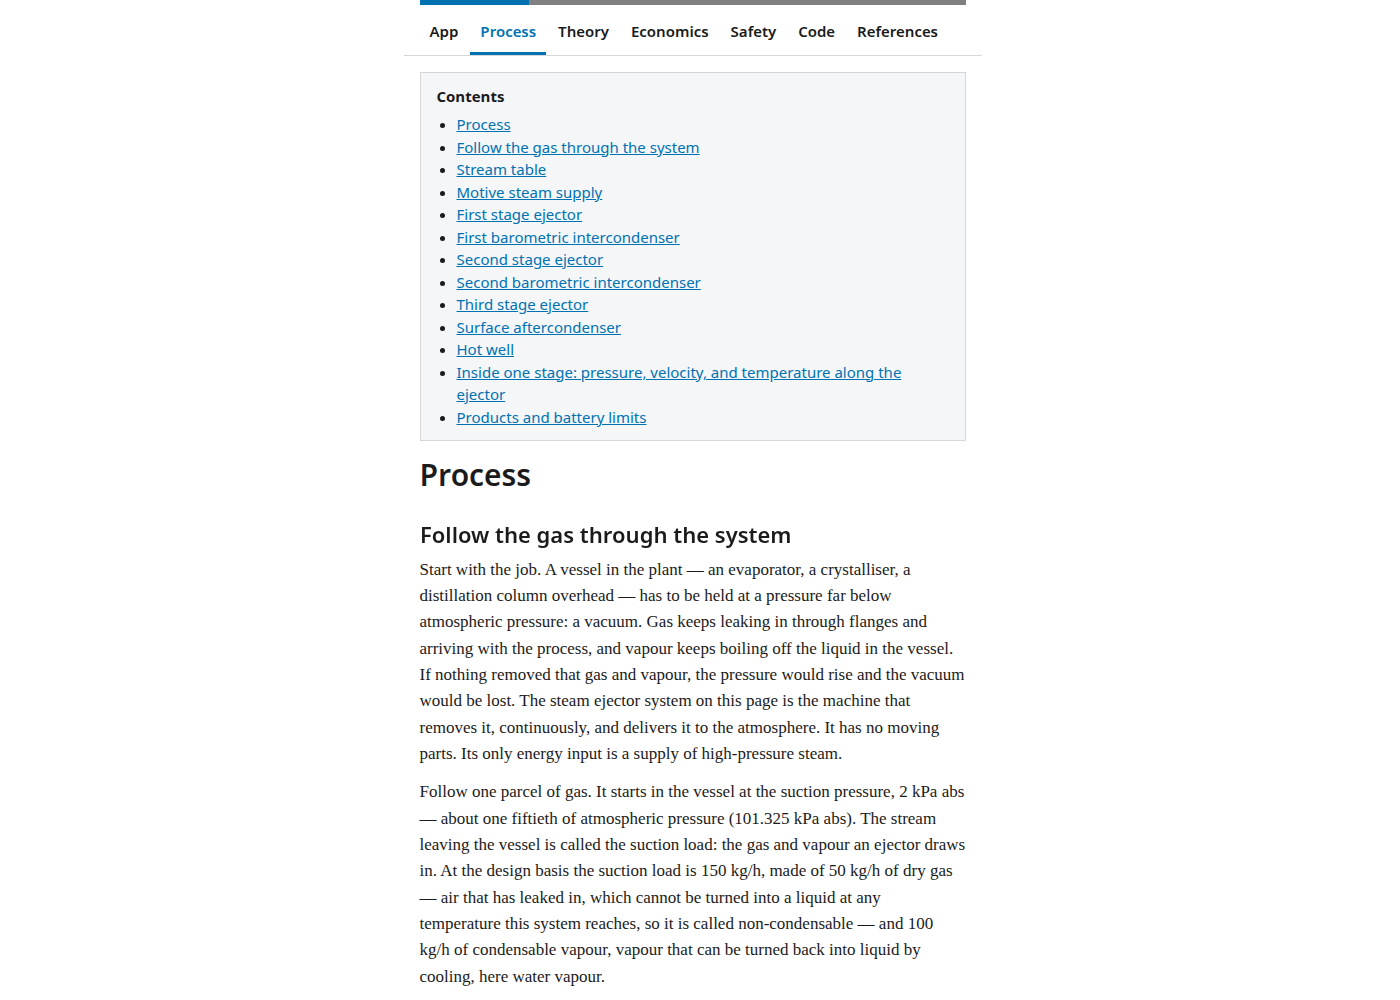 App Process Theory Economics Safety Code References
Contents
Process
Follow the gas through the system
Stream table
Motive steam supply
First stage ejector
First barometric intercondenser
Second stage ejector
Second barometric intercondenser
Third stage ejector
Surface aftercondenser
Hot well
Inside one stage: pressure, velocity, and temperature along the
ejector
Products and battery limits
Process
Follow the gas through the system
Start with the job. A vessel in the plant — an evaporator, a crystalliser, a
distillation column overhead — has to be held at a pressure far below
atmospheric pressure: a vacuum. Gas keeps leaking in through flanges and
arriving with the process, and vapour keeps boiling off the liquid in the vessel.
If nothing removed that gas and vapour, the pressure would rise and the vacuum
would be lost. The steam ejector system on this page is the machine that
removes it, continuously, and delivers it to the atmosphere. It has no moving
parts. Its only energy input is a supply of high-pressure steam.
Follow one parcel of gas. It starts in the vessel at the suction pressure, 2 kPa abs
— about one fiftieth of atmospheric pressure (101.325 kPa abs). The stream
leaving the vessel is called the suction load: the gas and vapour an ejector draws
in. At the design basis the suction load is 150 kg/h, made of 50 kg/h of dry gas
— air that has leaked in, which cannot be turned into a liquid at any
temperature this system reaches, so it is called non-condensable — and 100
kg/h of condensable vapour, vapour that can be turned back into liquid by
cooling, here water vapour.